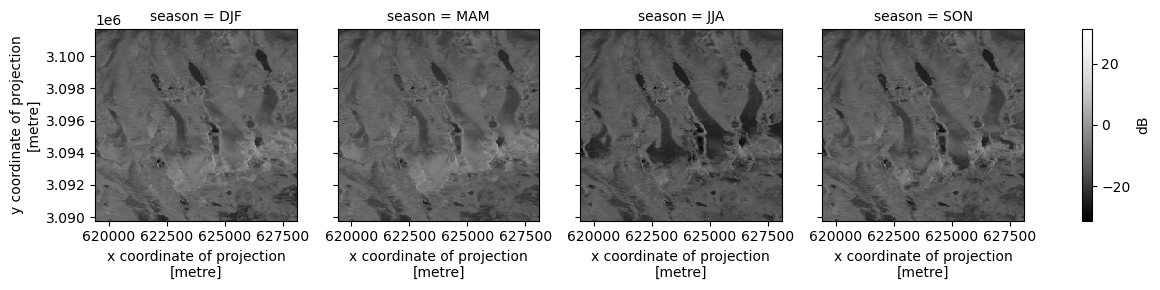 season = DJF
season = MAM
season = JJA
season = SON
1e6
y coordinate of projection
[metre]
3.100
3.098
3.096
3.094
3.092
3.090
620000 622500 625000 627500
620000 622500 625000 627500
620000 622500 625000 627500
620000 622500 625000 627500
x coordinate of projection
[metre]
x coordinate of projection
[metre]
x coordinate of projection
[metre]
x coordinate of projection
[metre]
20
0
−20
dB